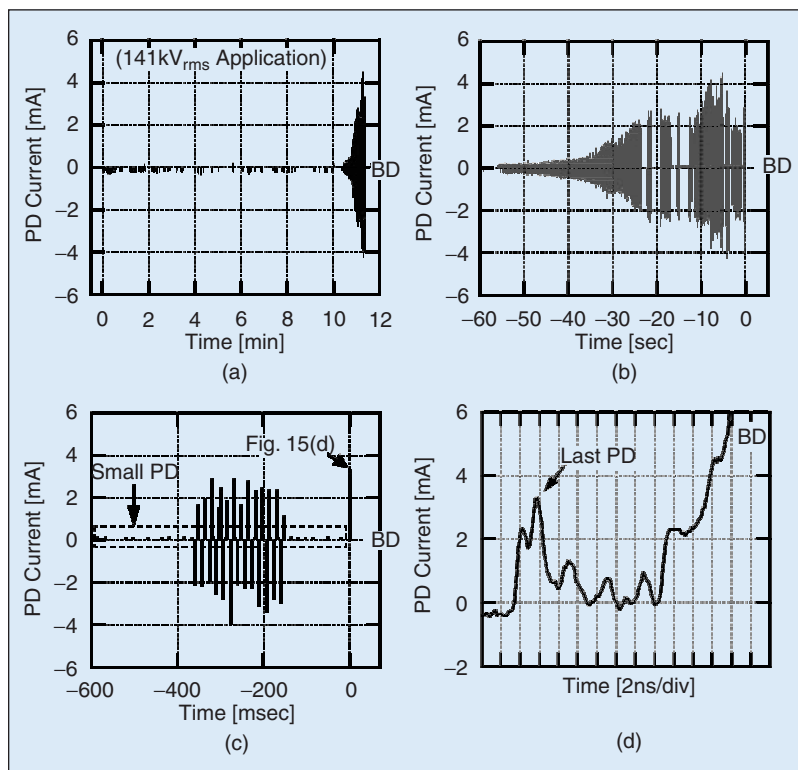 6
4
2
0
−2
−4
−6
PD Current [mA]
(141kVrms Application)
BD
0 2 4 6 8 10 12
Time [min]
(a)
6
4
2
0
−2
−4
−6
PD Current [mA]
BD
−60 −50 −40 −30 −20 −10 0
Time [sec]
(b)
6
4
2
0
−2
−4
−6
PD Current [mA]
Fig. 15(d)
Small PD
BD
−600 −400 −200 0
Time [msec]
(c)
6
4
2
0
−2
PD Current [mA]
BD
Last PD
Time [2ns/div]
(d)